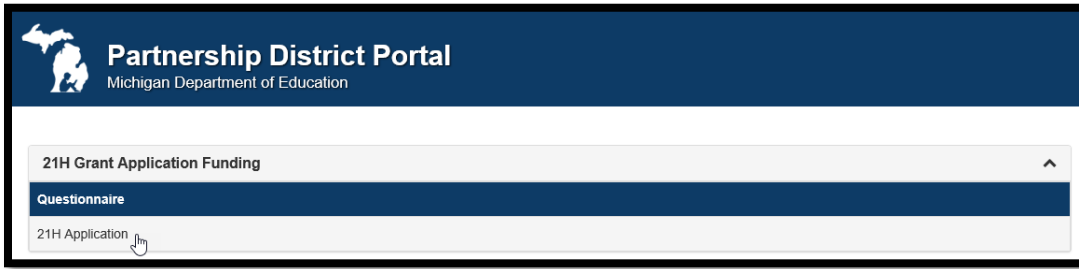 Partnership District Portal
Michigan Department of Education
21H Grant Application Funding
Questionnaire
21H Application